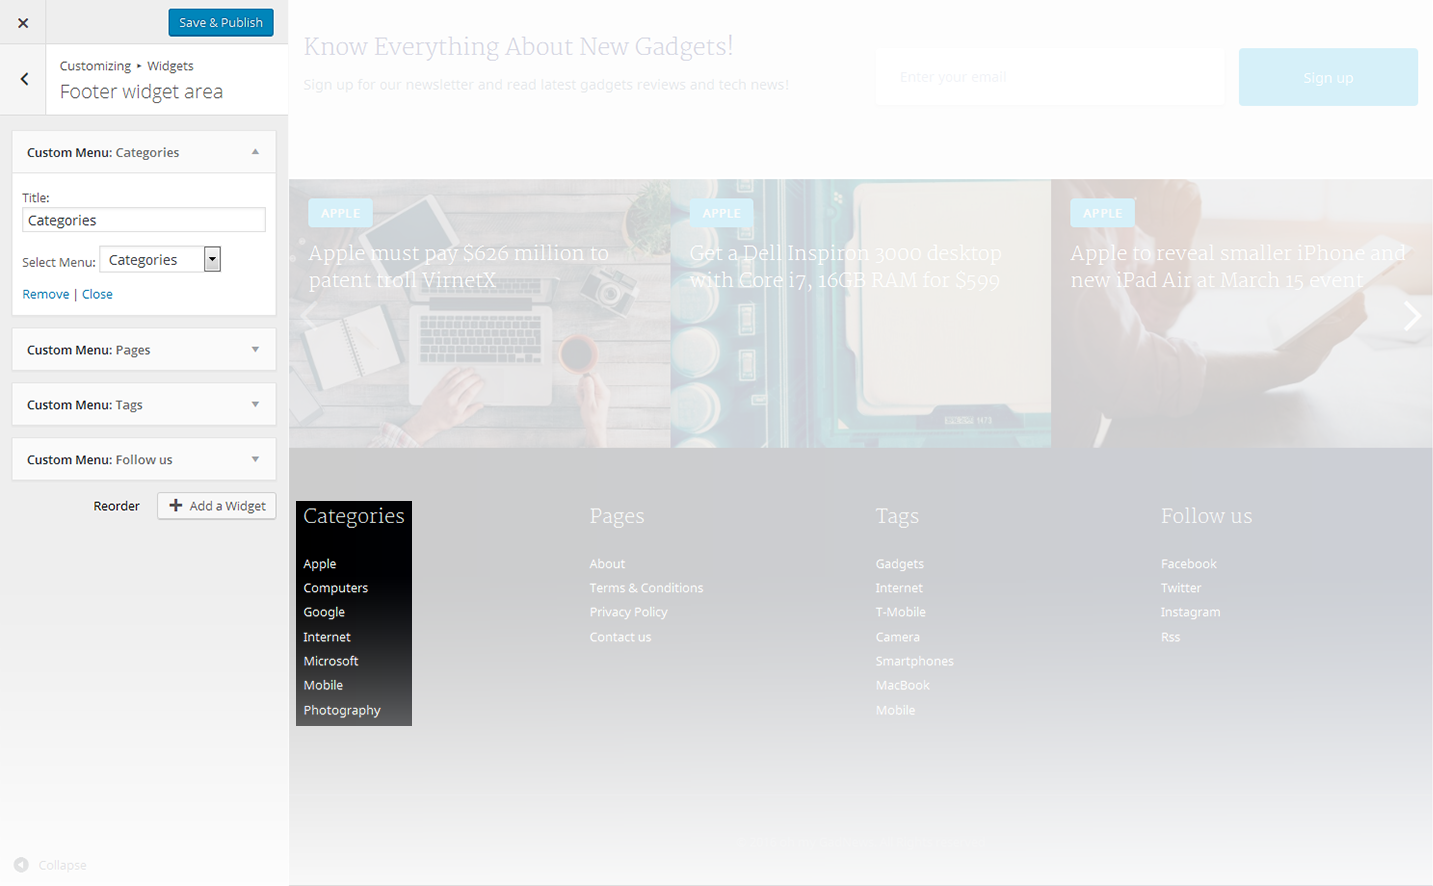 Save & Publish
Customizing ▸ Widgets
Footer widget area
Custom Menu: Categories
Title:
Categories
Select Menu: Categories
Remove | Close
Custom Menu: Pages
Custom Menu: Tags
Custom Menu: Follow us
Reorder
Add a Widget
Collapse
Know Everything About New Gadgets!
Sign up for our newsletter and read latest gadgets reviews and tech news!
Enter your email
Sign up
APPLE
Apple must pay $626 million to
patent troll VirnetX
APPLE
Get a Dell Inspiron 3000 desktop
with Core i7, 16GB RAM for $599
APPLE
Apple to reveal smaller iPhone and
new iPad Air at March 15 event
Categories
Apple
Computers
Google
Internet
Microsoft
Mobile
Photography
Pages
About
Terms & Conditions
Privacy Policy
Contact us
Tags
Gadgets
Internet
T-Mobile
Camera
Smartphones
MacBook
Mobile
Follow us
Facebook
Twitter
Instagram
Rss